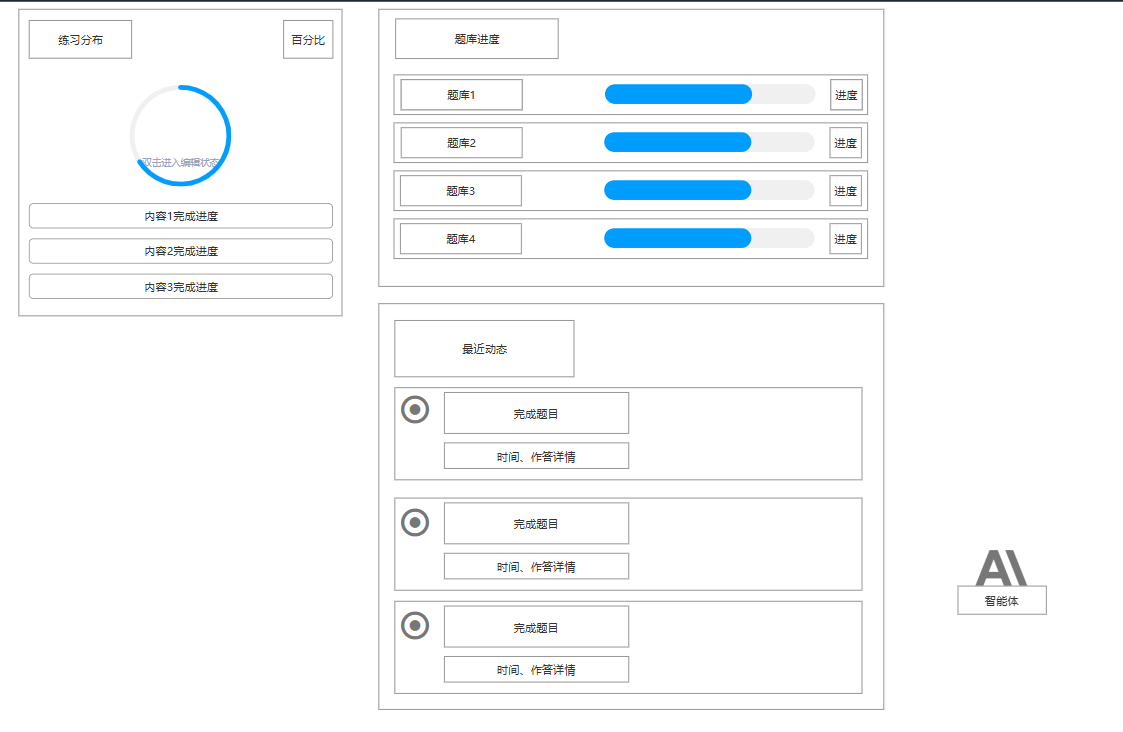 练习分布
百分比
双击进入编辑状态
内容1完成进度
内容2完成进度
内容3完成进度
题库进度
题库1
进度
题库2
进度
题库3
进度
题库4
进度
最近动态
完成题目
时间、作答详情
完成题目
时间、作答详情
完成题目
时间、作答详情
AI
智能体